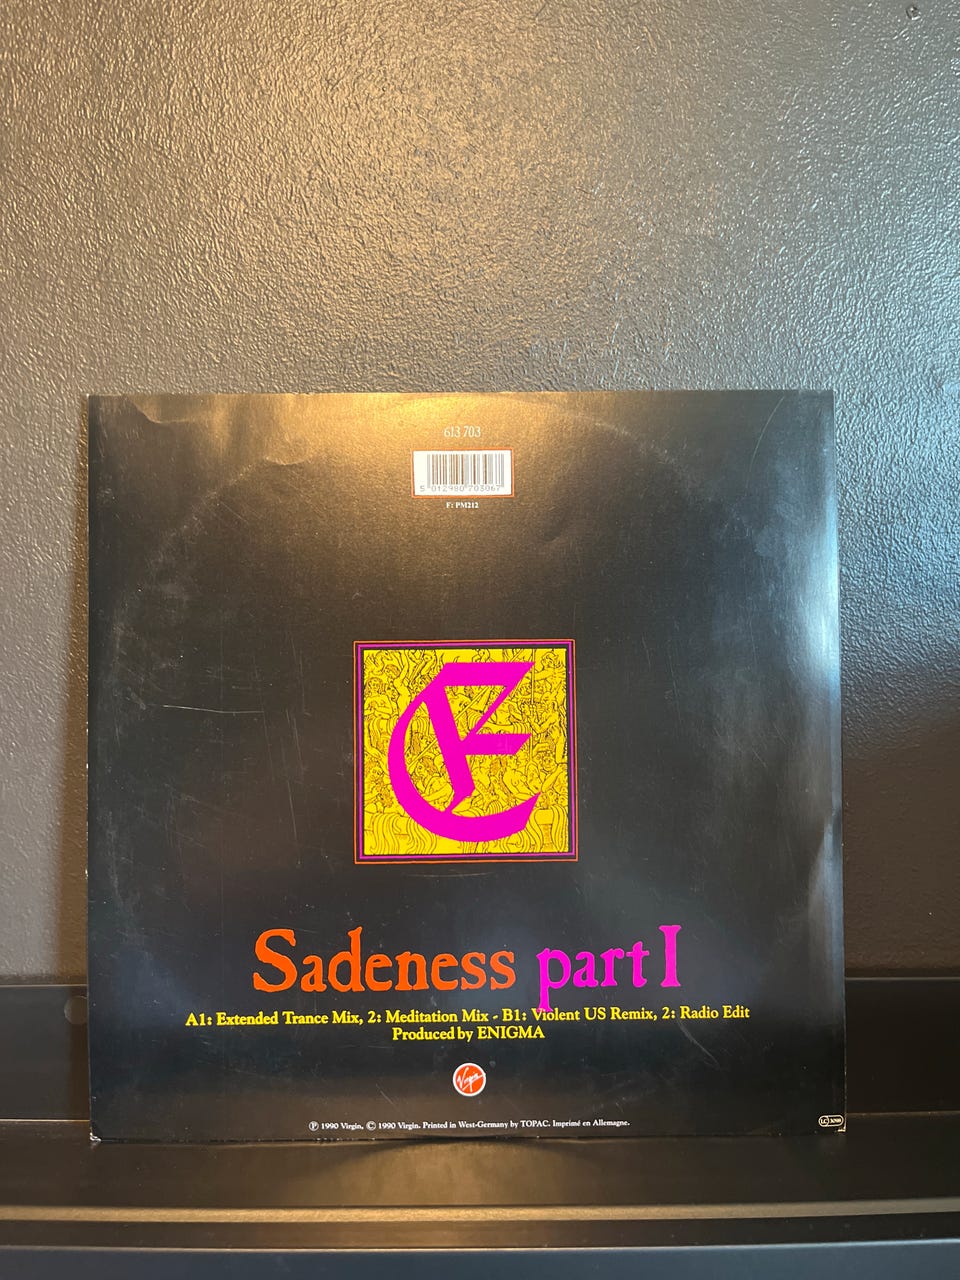 613 703
5 012980 703067
F: PM212
E
Sadeness part I
A1: Extended Trance Mix, 2: Meditation Mix - B1: Violent US Remix, 2: Radio Edit
Produced by ENIGMA
Virgin
℗ 1990 Virgin, © 1990 Virgin. Printed in West-Germany by TOPAC. Imprimé en Allemagne.
LC 3098